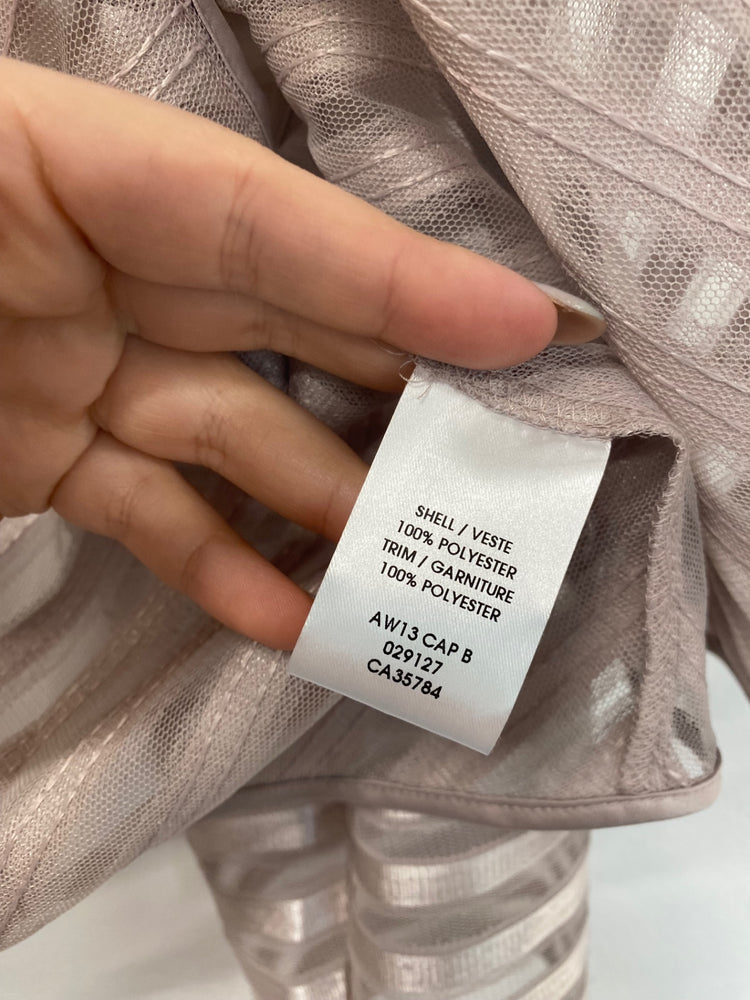 SHELL / VESTE
100% POLYESTER
TRIM / GARNITURE
100% POLYESTER
AW13 CAP B
029127
CA35784